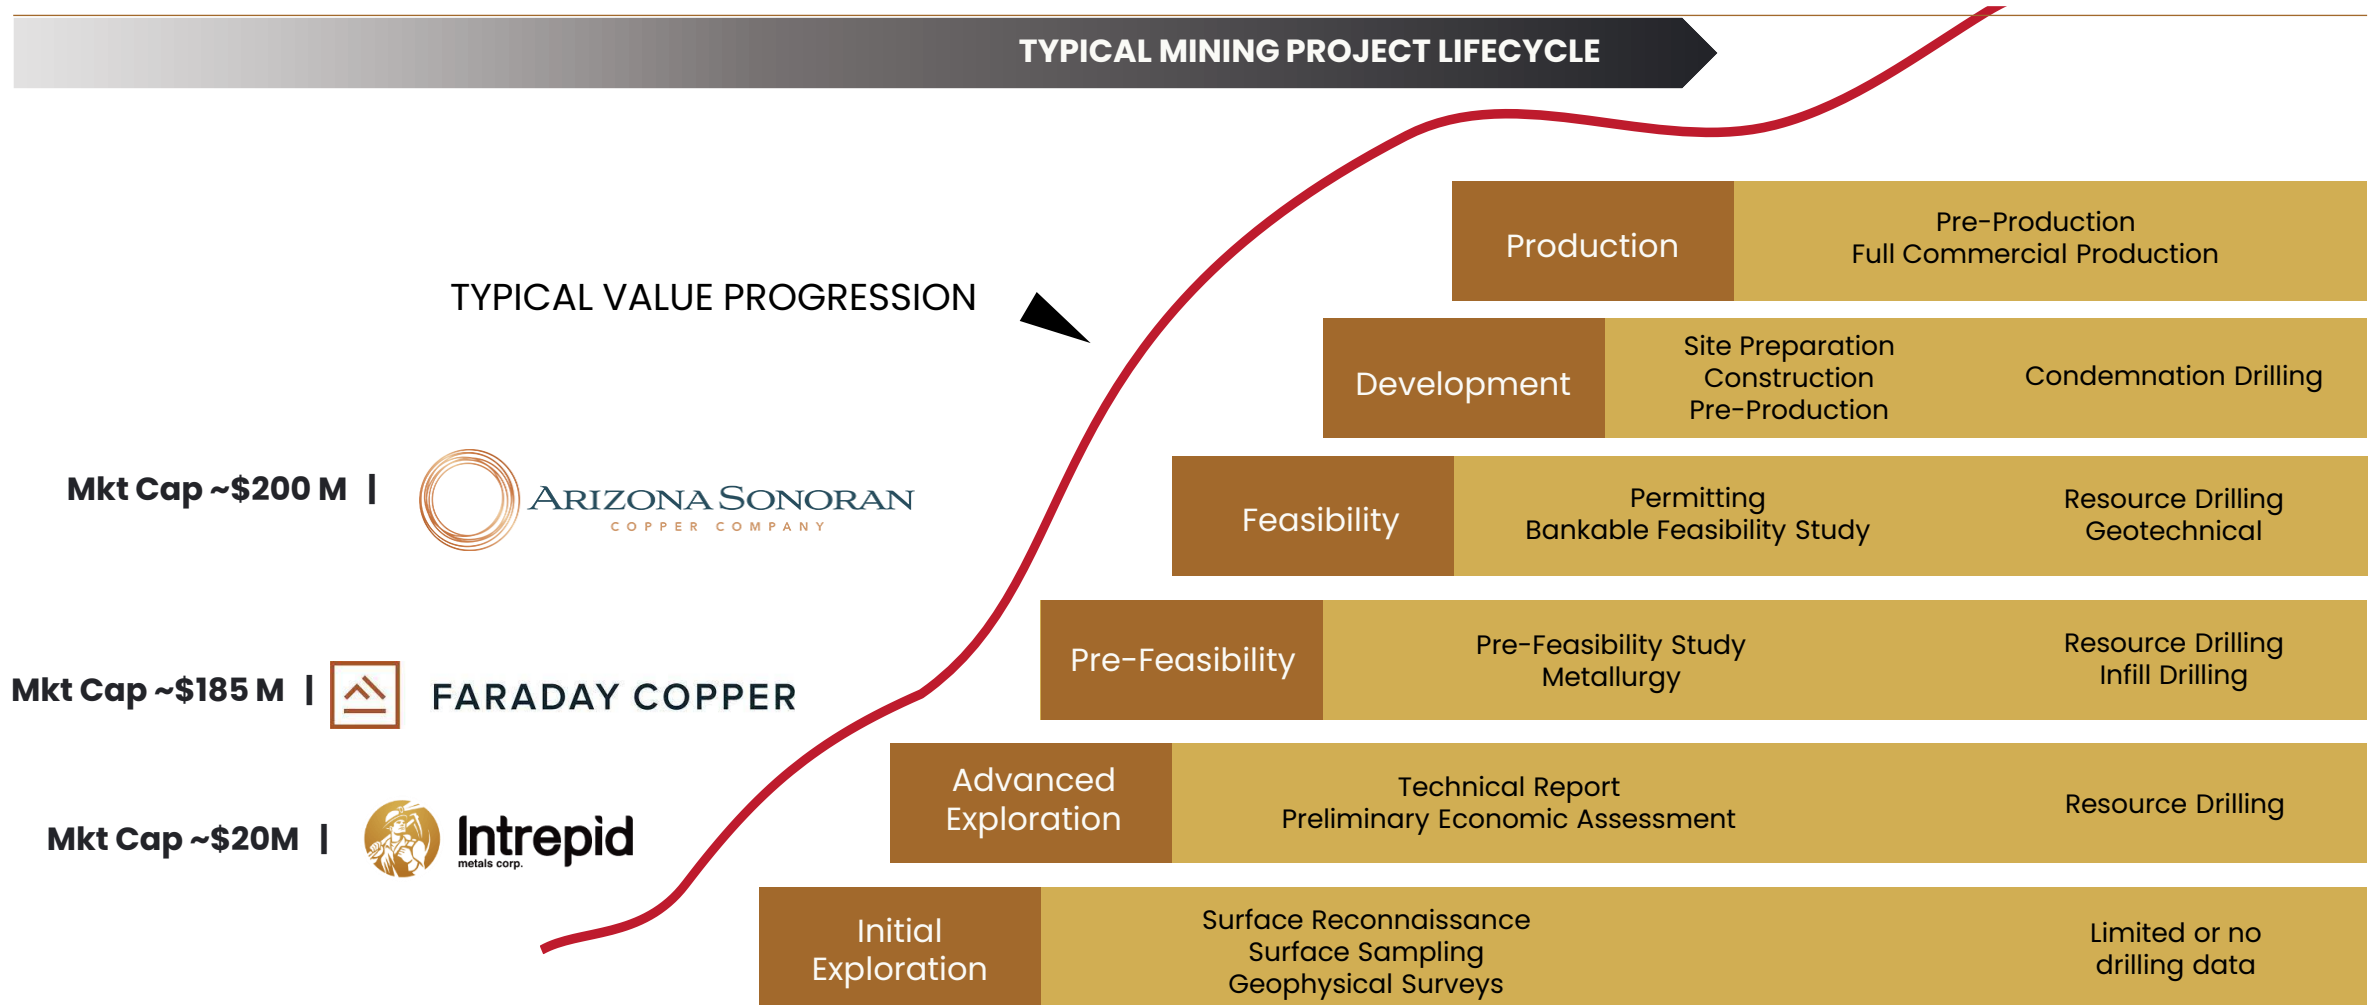 TYPICAL MINING PROJECT LIFECYCLE
TYPICAL VALUE PROGRESSION
Production
Pre-Production
Full Commercial Production
Development
Site Preparation
Construction
Pre-Production
Condemnation Drilling
Mkt Cap ~$200 M |
ARIZONA SONORAN
COPPER COMPANY
Feasibility
Permitting
Bankable Feasibility Study
Resource Drilling
Geotechnical
Mkt Cap ~$185 M |
FARADAY COPPER
Pre-Feasibility
Pre-Feasibility Study
Metallurgy
Resource Drilling
Infill Drilling
Mkt Cap ~$20M |
Intrepid
metals corp.
Advanced
Exploration
Technical Report
Preliminary Economic Assessment
Resource Drilling
Initial
Exploration
Surface Reconnaissance
Surface Sampling
Geophysical Surveys
Limited or no
drilling data